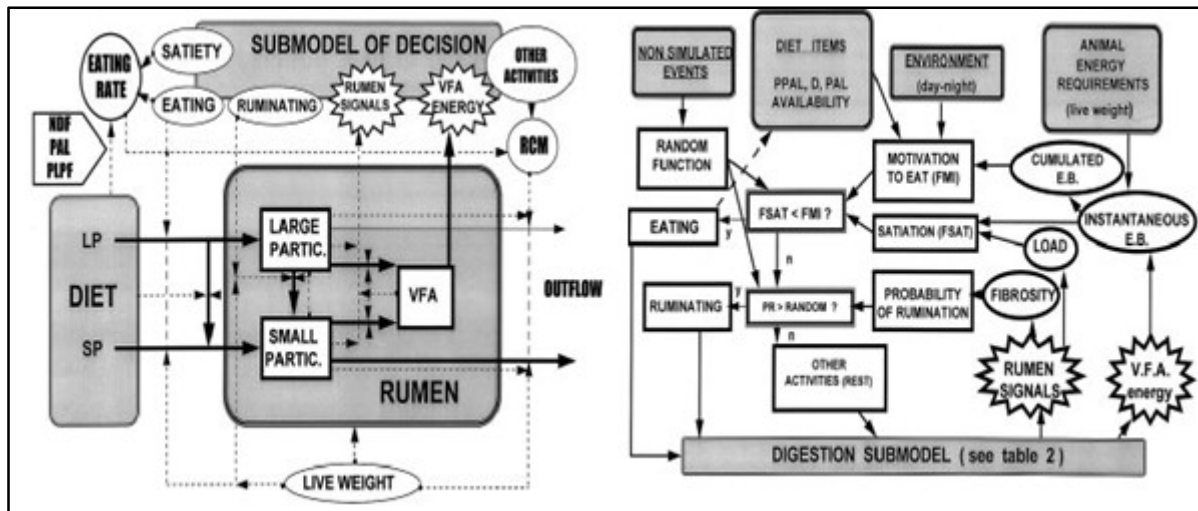 SUBMODEL OF DECISION
SATIETY
EATING
RATE
EATING
RUMINATING
RUMEN
SIGNALS
VFA
ENERGY
OTHER
ACTIVITIES
RCM
NDF
PAL
PLPF
DIET
LP
SP
LARGE
PARTIC.
SMALL
PARTIC.
VFA
RUMEN
OUTFLOW
LIVE WEIGHT
NON SIMULATED
EVENTS
DIET ITEMS
PPAL, D, PAL
AVAILABILITY
ENVIRONMENT
(day-night)
ANIMAL
ENERGY
REQUIREMENTS
(live weight)
RANDOM
FUNCTION
MOTIVATION
TO EAT (FMI)
CUMULATED
E.B.
EATING
y
FSAT < FMI ?
n
SATIATION (FSAT)
INSTANTANEOUS
E.B.
LOAD
RUMINATING
y
PR > RANDOM ?
n
PROBABILITY
OF RUMINATION
FIBROSITY
OTHER
ACTIVITIES (REST)
RUMEN
SIGNALS
V.F.A.
energy
DIGESTION SUBMODEL ( see table 2 )